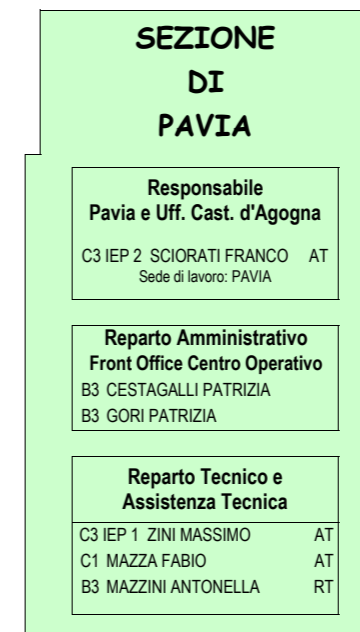 SEZIONE
DI
PAVIA
Responsabile
Pavia e Uff. Cast. d'Agogna
C3 IEP 2 SCIORATI FRANCO AT
Sede di lavoro: PAVIA
Reparto Amministrativo
Front Office Centro Operativo
B3 CESTAGALLI PATRIZIA
B3 GORI PATRIZIA
Reparto Tecnico e
Assistenza Tecnica
C3 IEP 1 ZINI MASSIMO AT
C1 MAZZA FABIO AT
B3 MAZZINI ANTONELLA RT